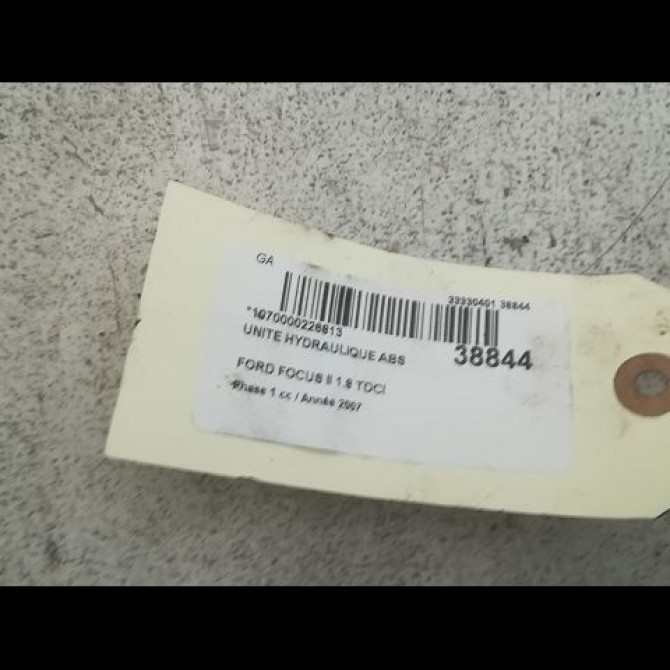 GA
33330401 38844
*1070000226813
UNITE HYDRAULIQUE ABS
38844
FORD FOCUS II 1.8 TDCI
Phase 1 cc / Année 2007